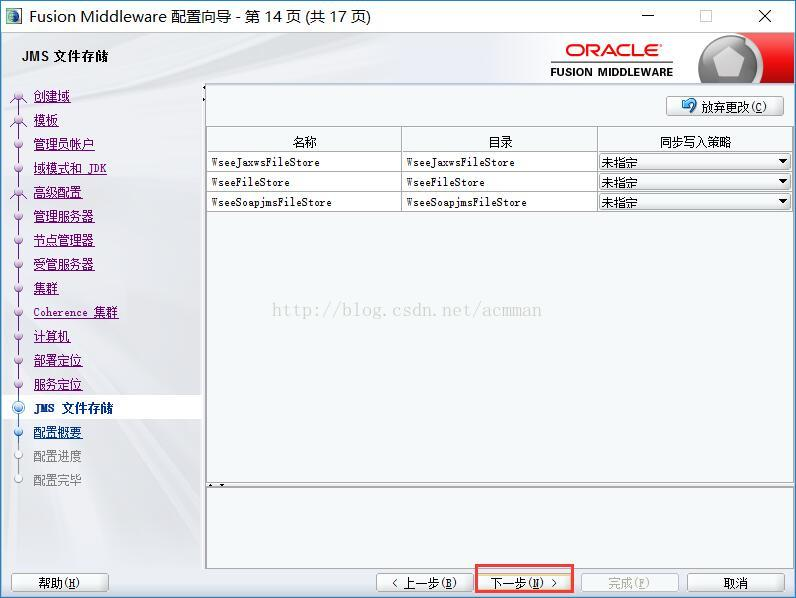 Fusion Middleware 配置向导 - 第 14 页 (共 17 页)
JMS 文件存储
ORACLE
FUSION MIDDLEWARE
创建域
模板
管理员帐户
域模式和 JDK
高级配置
管理服务器
节点管理器
受管服务器
集群
Coherence 集群
计算机
部署定位
服务定位
JMS 文件存储
配置概要
配置进度
配置完毕
放弃更改(C)
名称 目录 同步写入策略
WseeJaxwsFileStore WseeJaxwsFileStore 未指定
WseeFileStore WseeFileStore 未指定
WseeSoapjmsFileStore WseeSoapjmsFileStore 未指定
http://blog.csdn.net/acmman
帮助(H) < 上一步(B) 下一步(N) > 完成(F) 取消